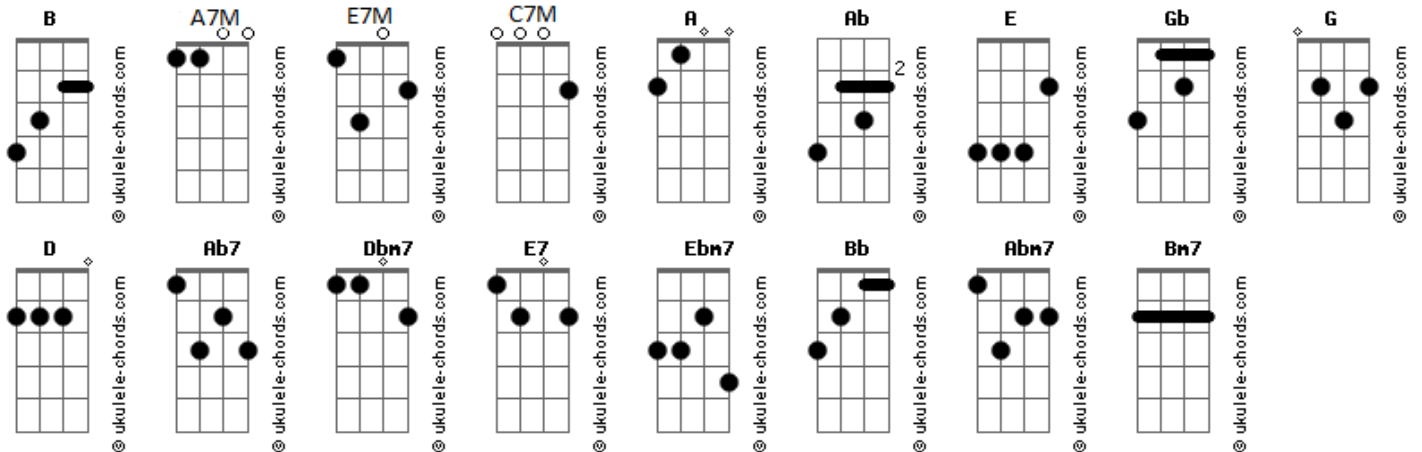 B A7M E7M C7M A Ab E Gb G
2
© ukulele-chords.com © ukulele-chords.com © ukulele-chords.com © ukulele-chords.com © ukulele-chords.com © ukulele-chords.com © ukulele-chords.com © ukulele-chords.com © ukulele-chords.com
D Ab7 Dbm7 E7 Ebm7 Bb Abm7 Bm7
© ukulele-chords.com © ukulele-chords.com © ukulele-chords.com © ukulele-chords.com © ukulele-chords.com © ukulele-chords.com © ukulele-chords.com © ukulele-chords.com